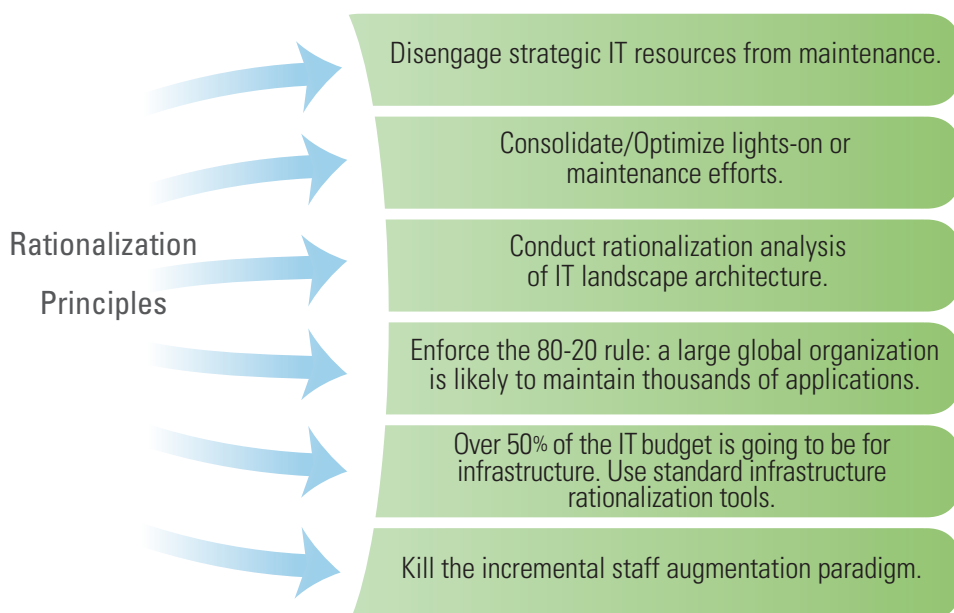 Rationalization
Principles
Disengage strategic IT resources from maintenance.
Consolidate/Optimize lights-on or
maintenance efforts.
Conduct rationalization analysis
of IT landscape architecture.
Enforce the 80-20 rule: a large global organization
is likely to maintain thousands of applications.
Over 50% of the IT budget is going to be for
infrastructure. Use standard infrastructure
rationalization tools.
Kill the incremental staff augmentation paradigm.